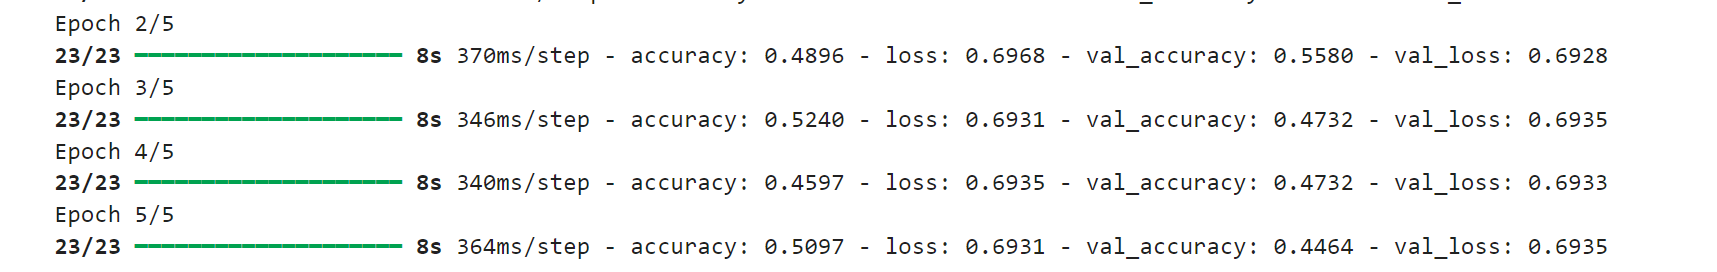 Epoch 2/5
23/23 ━━━━━━━━━━━━━━━━━━━━ 8s 370ms/step - accuracy: 0.4896 - loss: 0.6968 - val_accuracy: 0.5580 - val_loss: 0.6928
Epoch 3/5
23/23 ━━━━━━━━━━━━━━━━━━━━ 8s 346ms/step - accuracy: 0.5240 - loss: 0.6931 - val_accuracy: 0.4732 - val_loss: 0.6935
Epoch 4/5
23/23 ━━━━━━━━━━━━━━━━━━━━ 8s 340ms/step - accuracy: 0.4597 - loss: 0.6935 - val_accuracy: 0.4732 - val_loss: 0.6933
Epoch 5/5
23/23 ━━━━━━━━━━━━━━━━━━━━ 8s 364ms/step - accuracy: 0.5097 - loss: 0.6931 - val_accuracy: 0.4464 - val_loss: 0.6935